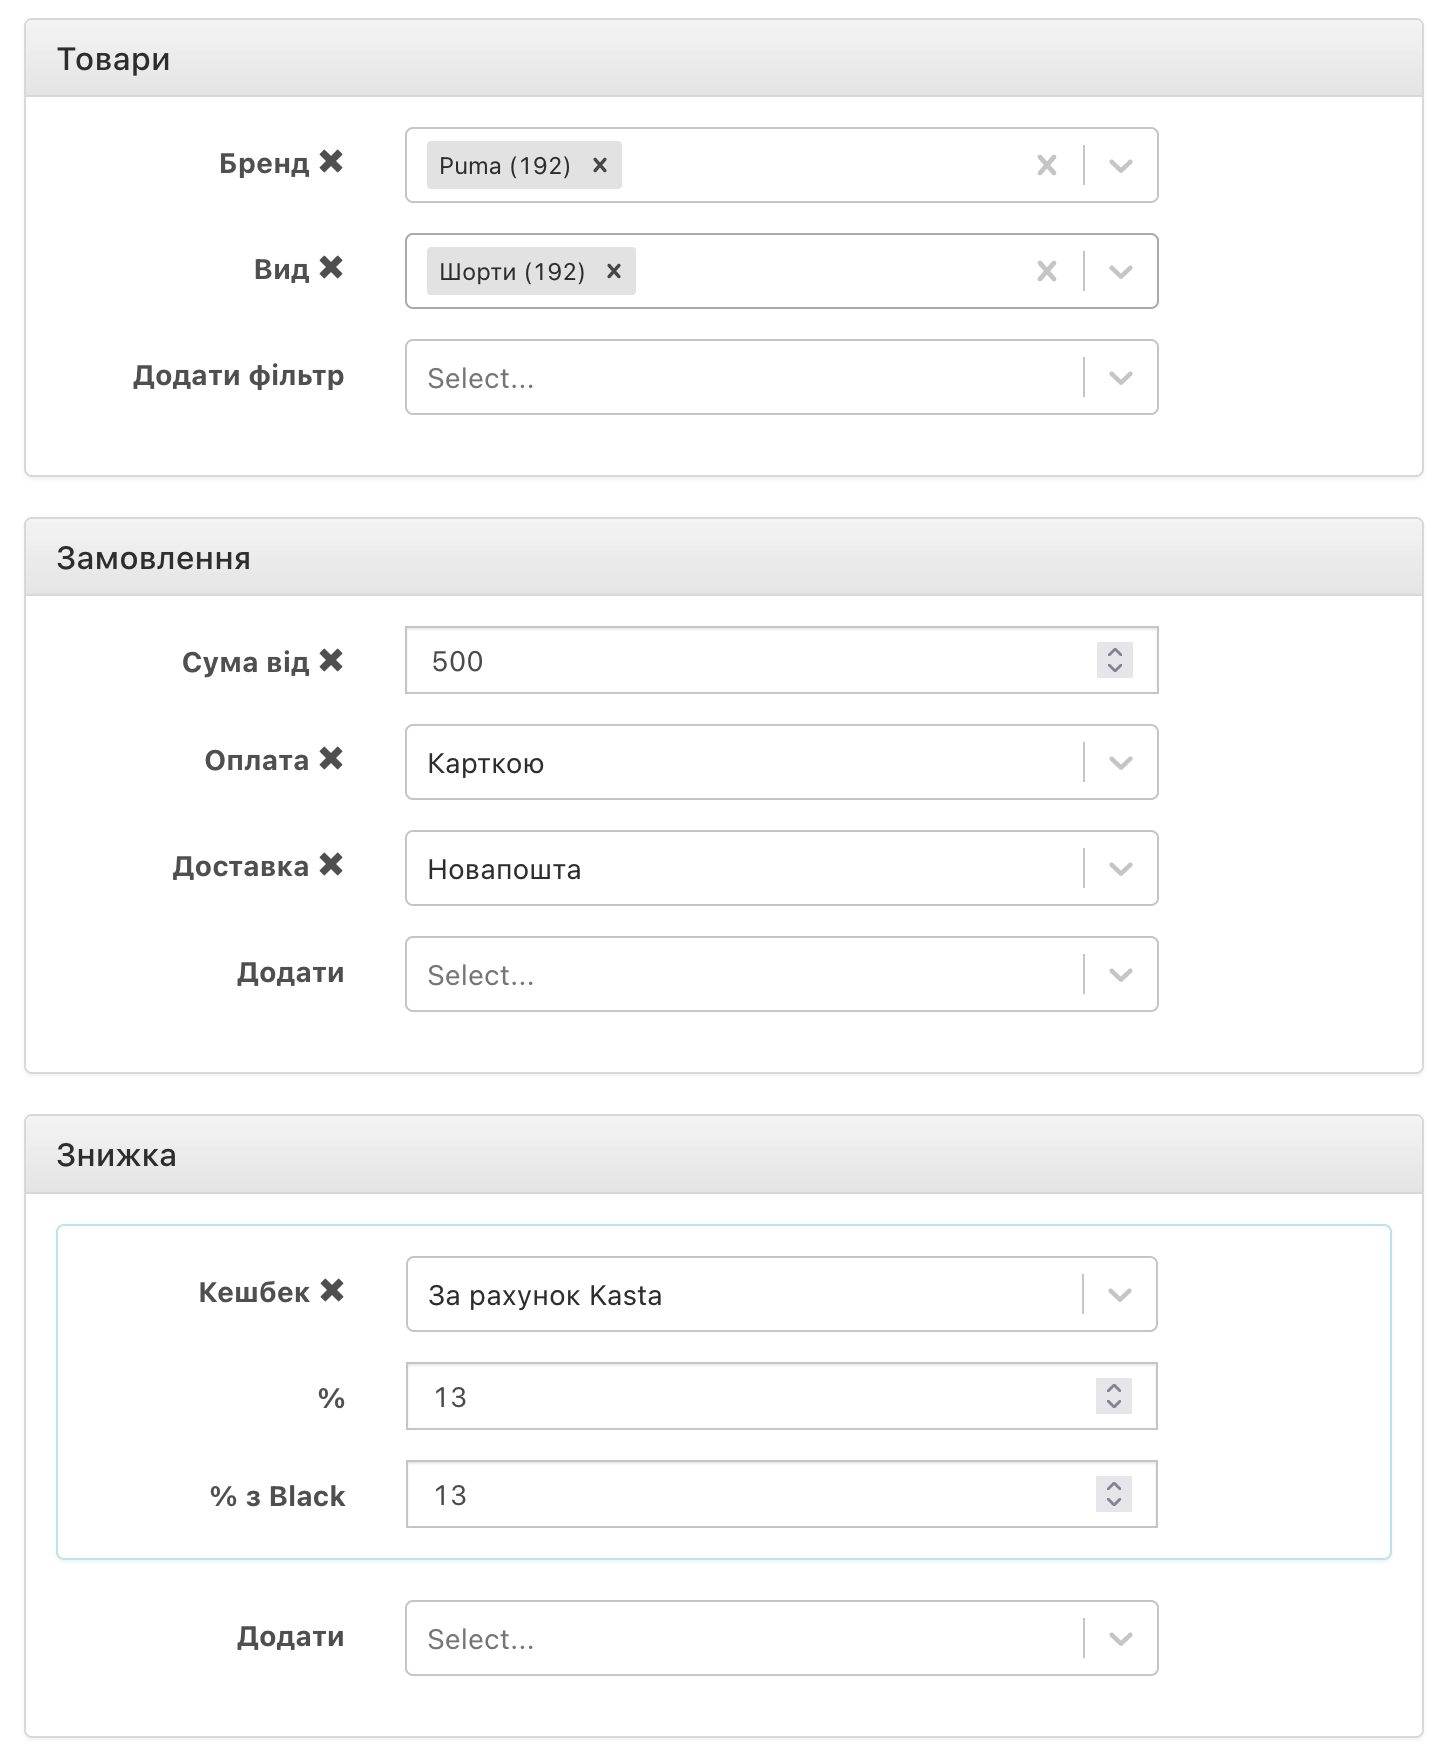 Товари
Бренд ✖ Puma (192) ×
Вид ✖ Шорти (192) ×
Додати фільтр Select...
Замовлення
Сума від ✖ 500
Оплата ✖ Карткою
Доставка ✖ Новапошта
Додати Select...
Знижка
Кешбек ✖ За рахунок Kasta
% 13
% з Black 13
Додати Select...